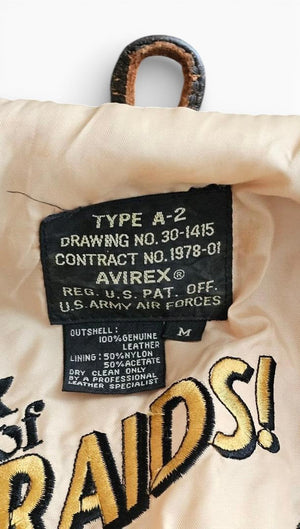 TYPE A-2
DRAWING NO. 30-1415
CONTRACT NO. 1978-01
AVIREX®
REG. U.S. PAT. OFF.
U.S. ARMY AIR FORCES
OUTSHELL:
100%GENUINE
LEATHER
LINING: 50%NYLON
50%ACETATE
DRY CLEAN ONLY
BY A PROFESSIONAL
LEATHER SPECIALIST
M
of
RAIDS!